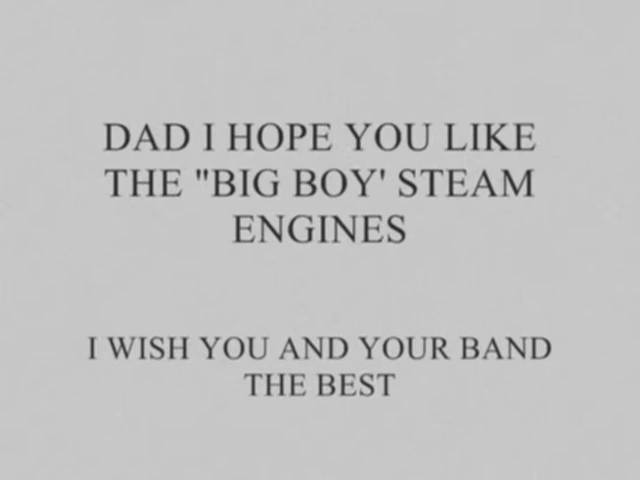 DAD I HOPE YOU LIKE
THE "BIG BOY' STEAM
ENGINES
I WISH YOU AND YOUR BAND
THE BEST